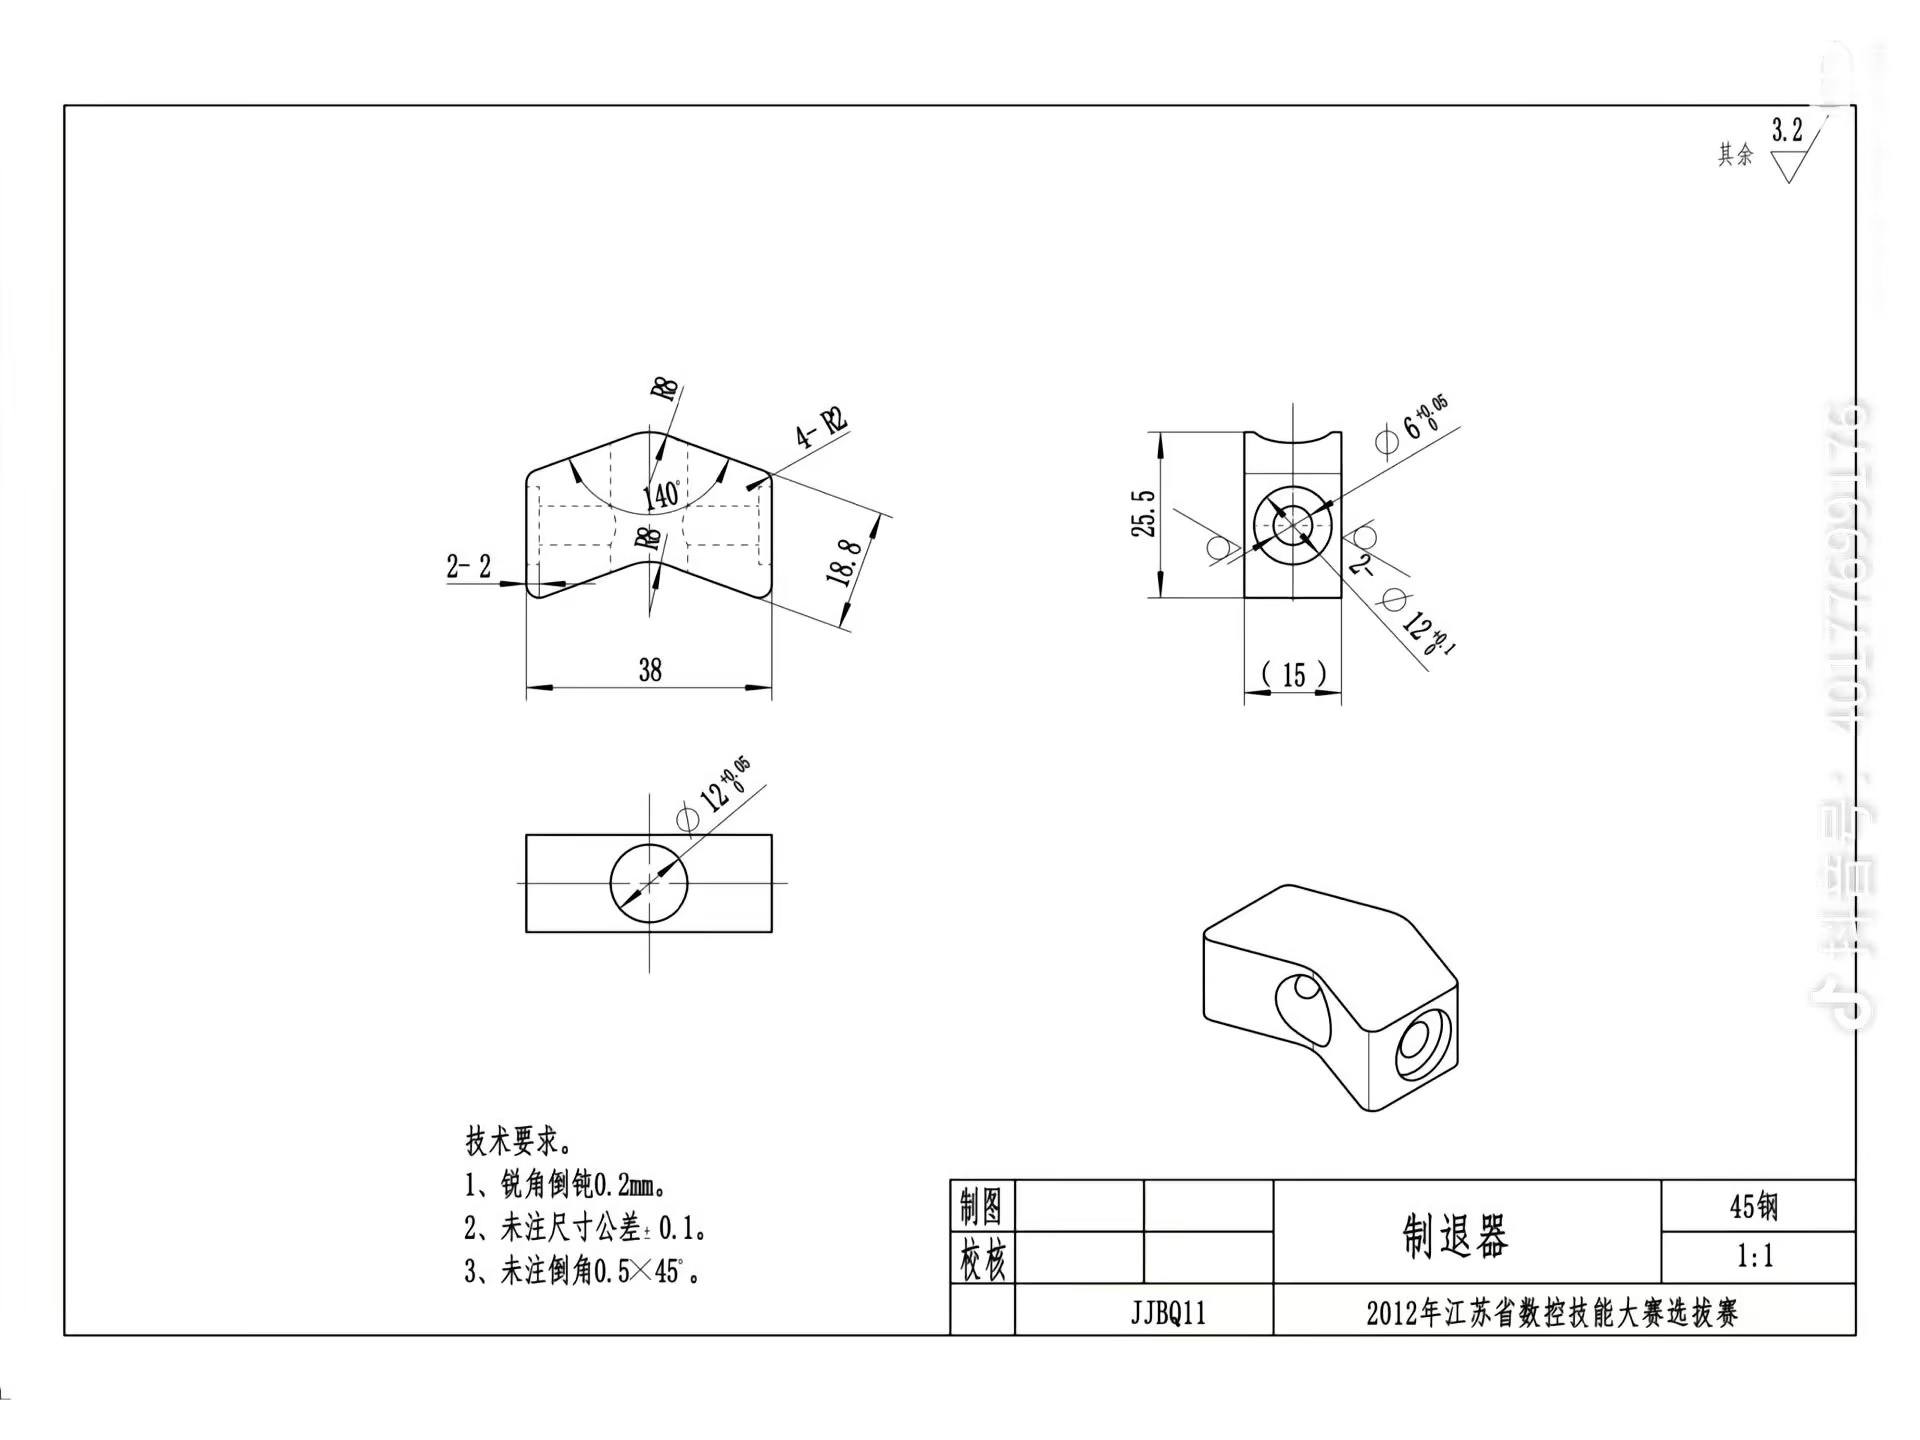 其余 3.2
R8
4-R2
140°
R8
2-2
18.8
38
25.5
∅6 +0.05 0
2-∅12 +0.1 0
(15)
∅12 +0.05 0
技术要求。
1、锐角倒钝0.2mm。
2、未注尺寸公差±0.1。
3、未注倒角0.5×45°。
制图
校核
制退器
45钢
1:1
JJBQ11
2012年江苏省数控技能大赛选拔赛
抖音号：4017769176